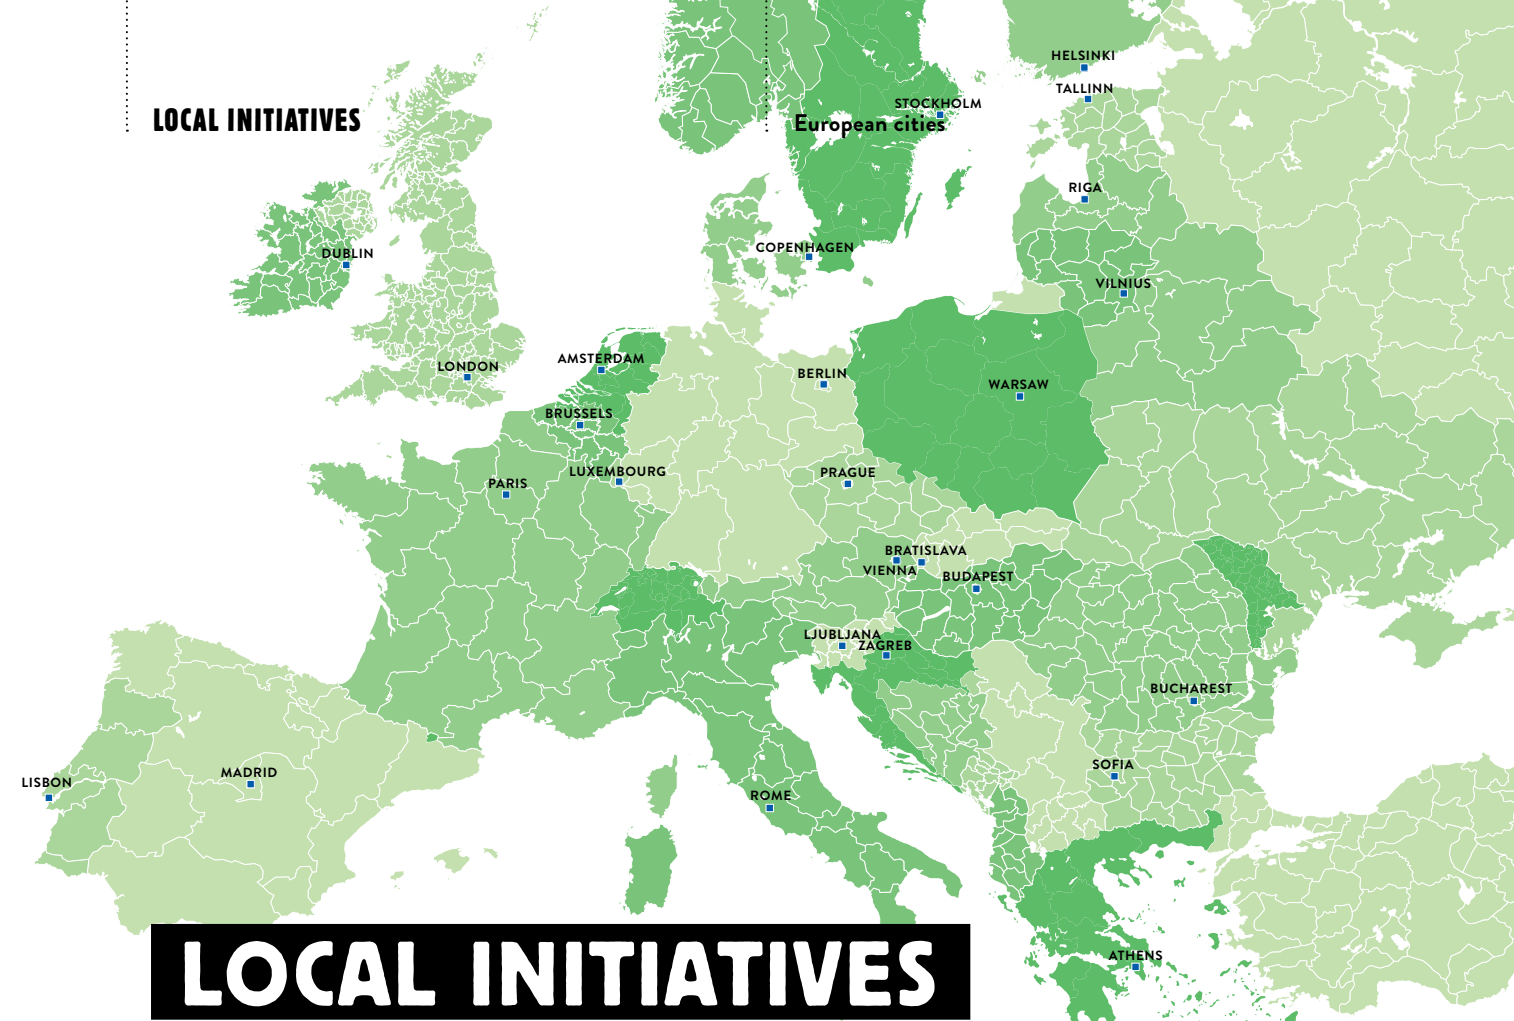 HELSINKI
TALLINN
STOCKHOLM
LOCAL INITIATIVES
European cities
RIGA
COPENHAGEN
DUBLIN
VILNIUS
AMSTERDAM
LONDON
BERLIN
WARSAW
BRUSSELS
LUXEMBOURG
PRAGUE
PARIS
BRATISLAVA
VIENNA
BUDAPEST
LJUBLJANA
ZAGREB
BUCHAREST
SOFIA
MADRID
LISBON
ROME
ATHENS
LOCAL INITIATIVES